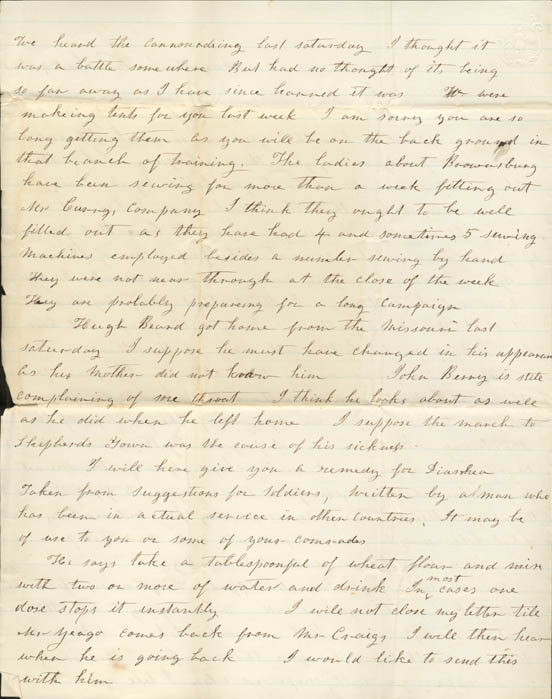 We heard the cannonadeing last saturday I thought it
was a battle some where But had no thought of its being
so far away as I have since learned it was We were
makeing tents for you last week I am sorry you are so
long getting them as you will be on the back ground in
that branch of training. The ladies about Brownsburg
have been sewing for more than a week fitting out
Mr Curry, Company I think they ought to be well
filled out as they have had 4 and sometimes 5 sewing
Machines employed besides a number sewing by hand
They were not near through at the close of the week
They are probably prepareing for a long campaign
Hugh Beard got home from the Missouri last
saturday I suppose he must have changed in his appearan
as his Mother did not know him John Berry is still
complaining of sore throat I think he looks about as well
as he did when he left home I suppose the march to
Shepherds Town was the cause of his sickness.
I will here give you a remedy for Diarrhea
Taken from suggestions for soldiers, written by a man who
has been in actual service in other countries. It may be
of use to you or some of your comrades
He says take a tablespoonful of wheat flour and mix
with two or more of water and drink In most cases one
dose stops it instantly I will not close my letter till
Mr Yeago comes back from Mr Craigs I will then hear
when he is going back I would like to send this
with him